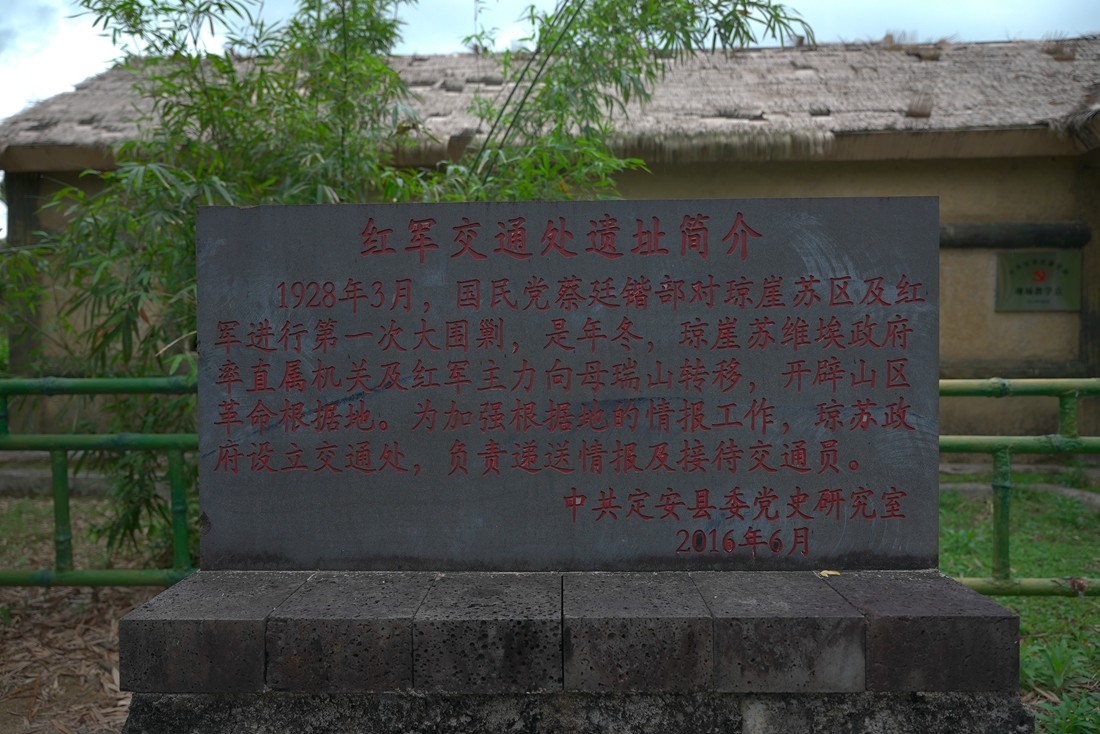 红军交通处遗址简介
1928年3月，国民党蔡廷锴部对琼崖苏区及红
军进行第一次大围剿，是年冬，琼崖苏维埃政府
率直属机关及红军主力向母瑞山转移，开辟山区
革命根据地。为加强根据地的情报工作，琼苏政
府设立交通处，负责递送情报及接待交通员。
中共定安县委党史研究室
2016年6月